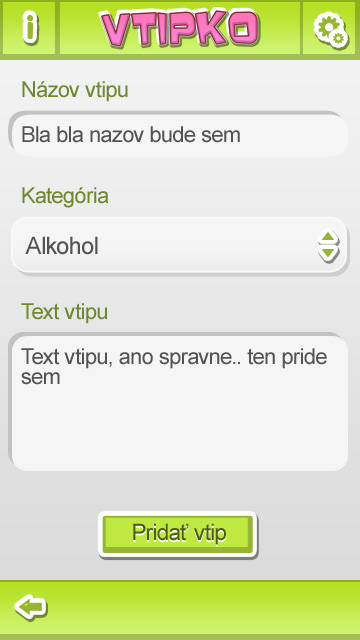 VTIPKO
Názov vtipu
Bla bla nazov bude sem
Kategória
Alkohol
Text vtipu
Text vtipu, ano spravne.. ten pride
sem
Pridať vtip